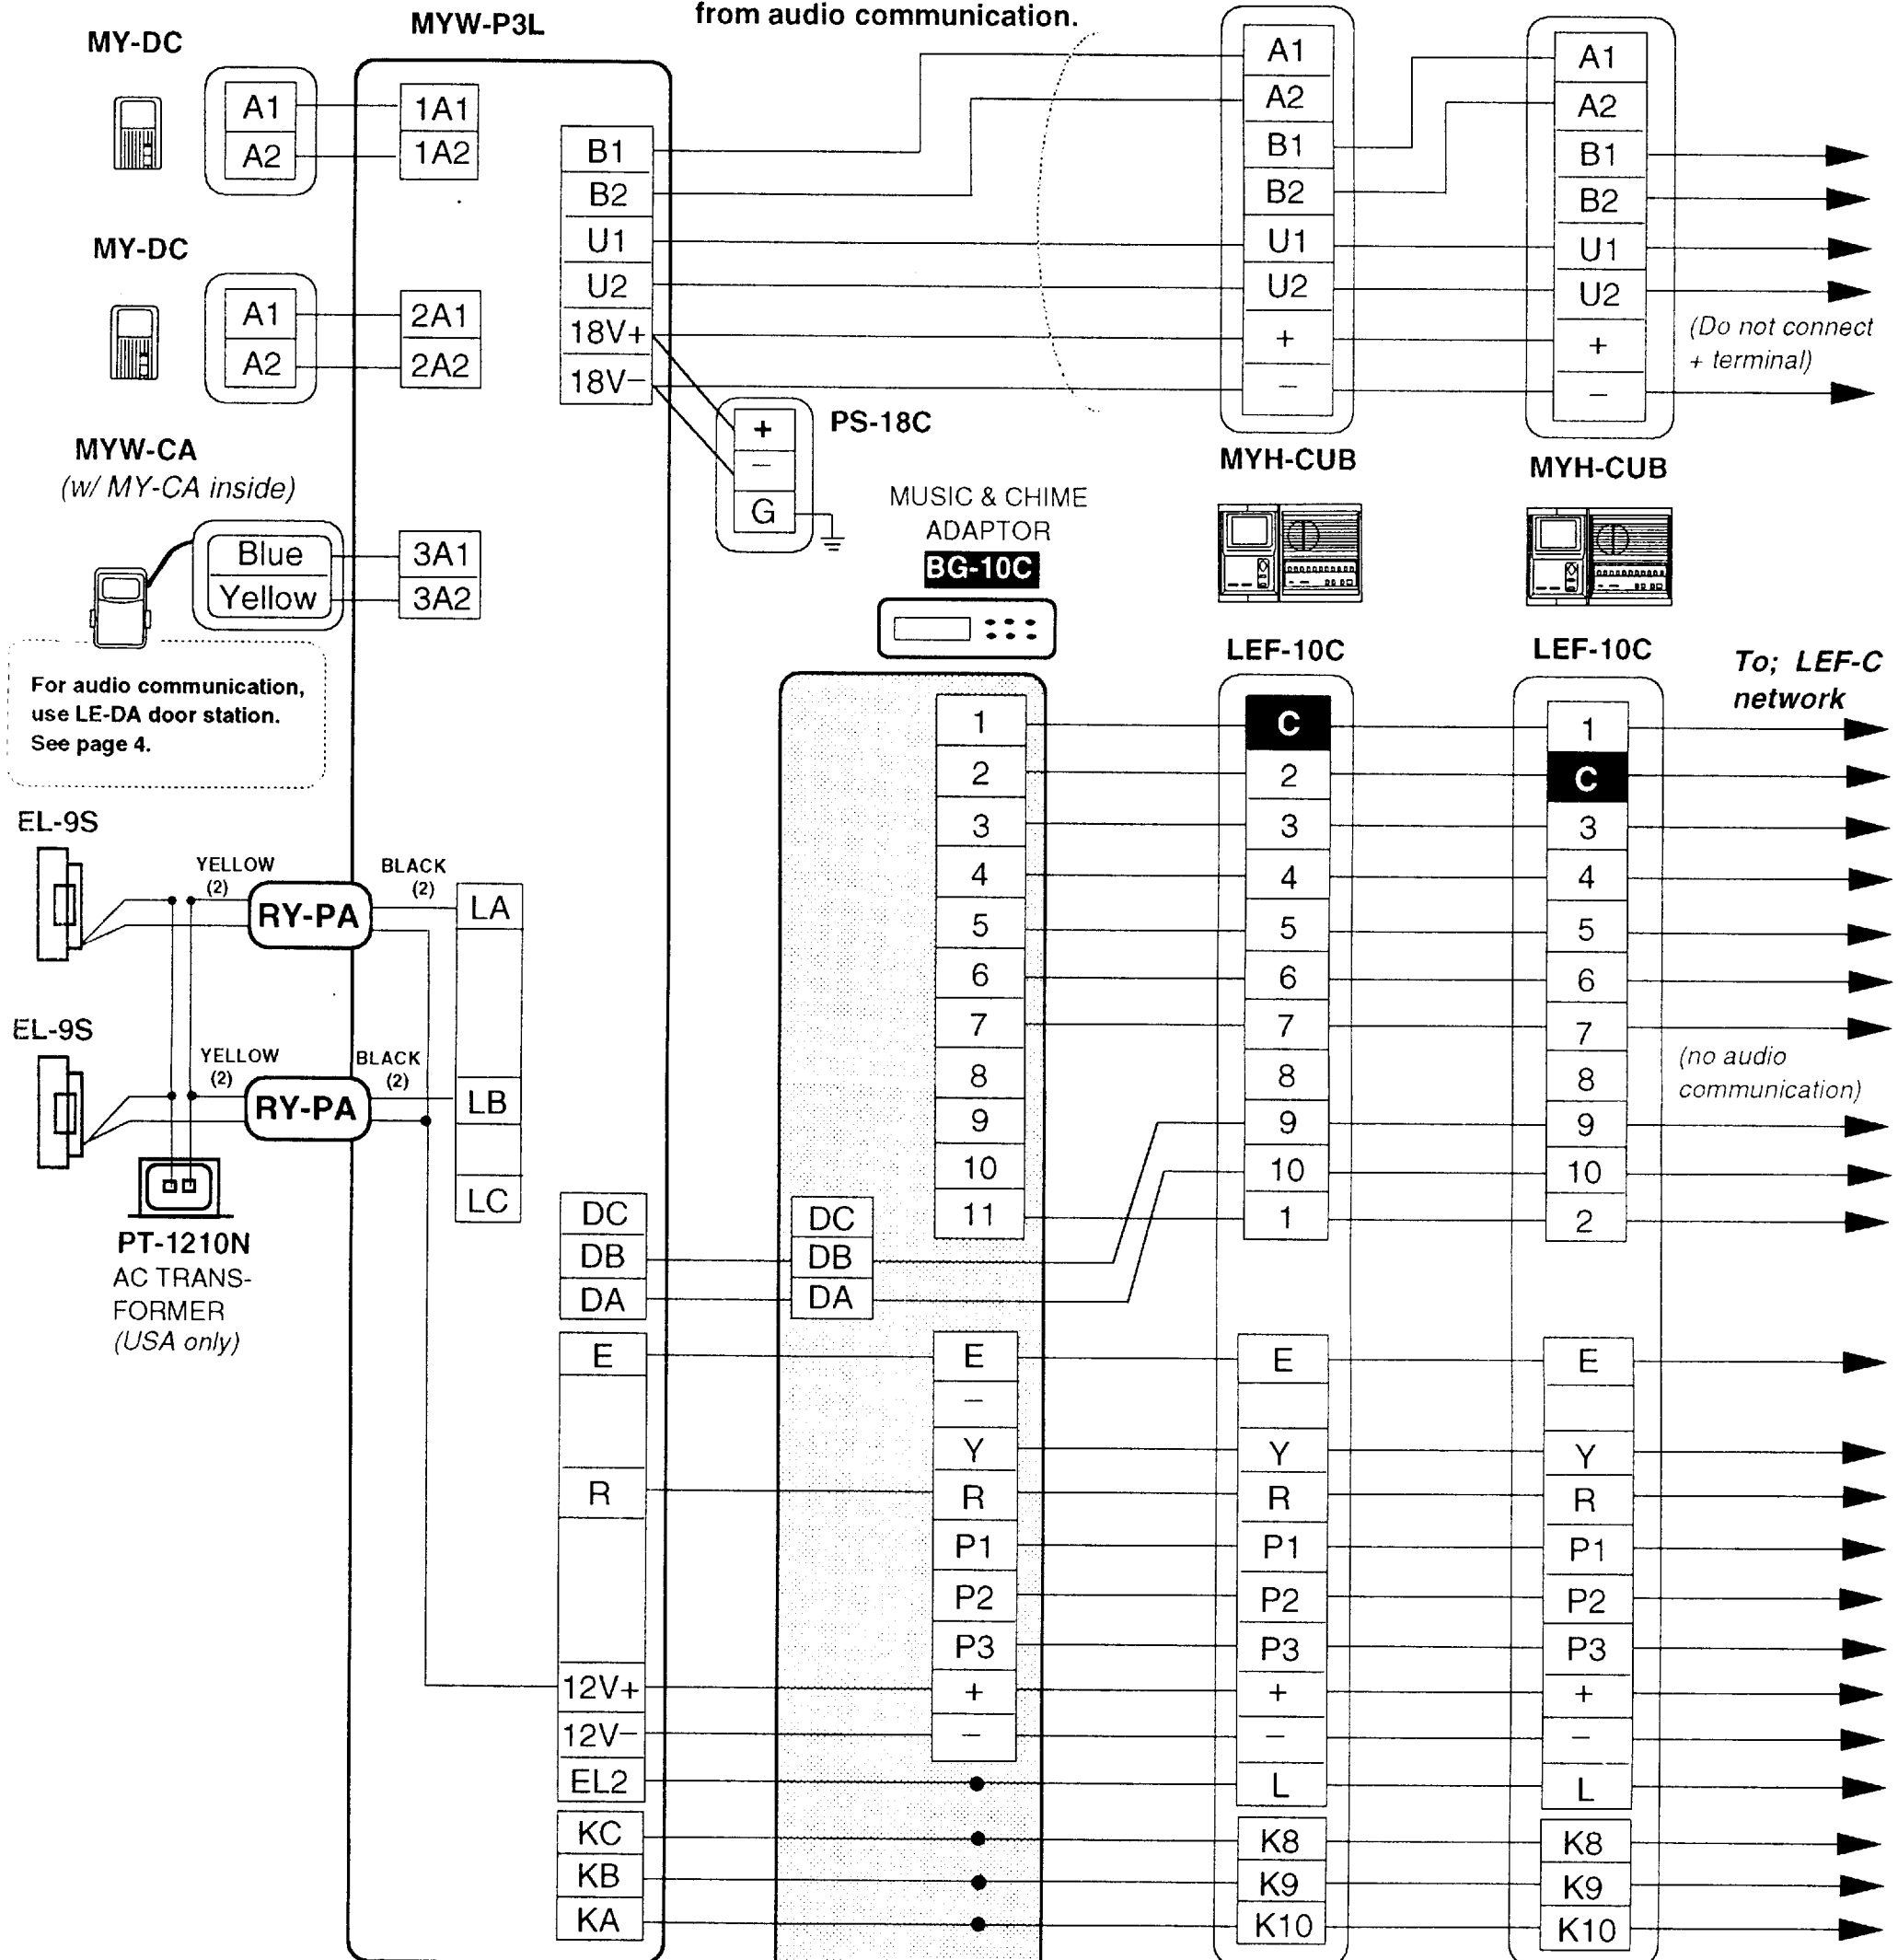 from audio communication.
MYW-P3L
MY-DC
A1
A2
1A1
1A2
MY-DC
A1
A2
2A1
2A2
MYW-CA
(w/ MY-CA inside)
Blue
Yellow
3A1
3A2
For audio communication,
use LE-DA door station.
See page 4.
EL-9S
YELLOW
(2)
RY-PA
BLACK
(2)
LA
EL-9S
YELLOW
(2)
RY-PA
BLACK
(2)
LB
LC
PT-1210N
AC TRANS-
FORMER
(USA only)
B1
B2
U1
U2
18V+
18V−
DC
DB
DA
E
R
12V+
12V−
EL2
KC
KB
KA
+
−
G
PS-18C
MUSIC & CHIME
ADAPTOR
BG-10C
1
2
3
4
5
6
7
8
9
10
11
DC
DB
DA
E
−
Y
R
P1
P2
P3
+
−
A1
A2
B1
B2
U1
U2
+
−
MYH-CUB
LEF-10C
C
2
3
4
5
6
7
8
9
10
1
E
Y
R
P1
P2
P3
+
−
L
K8
K9
K10
A1
A2
B1
B2
U1
U2
+
−
(Do not connect
+ terminal)
MYH-CUB
LEF-10C
To; LEF-C
network
1
C
3
4
5
6
7
8
9
10
2
(no audio
communication)
E
Y
R
P1
P2
P3
+
−
L
K8
K9
K10